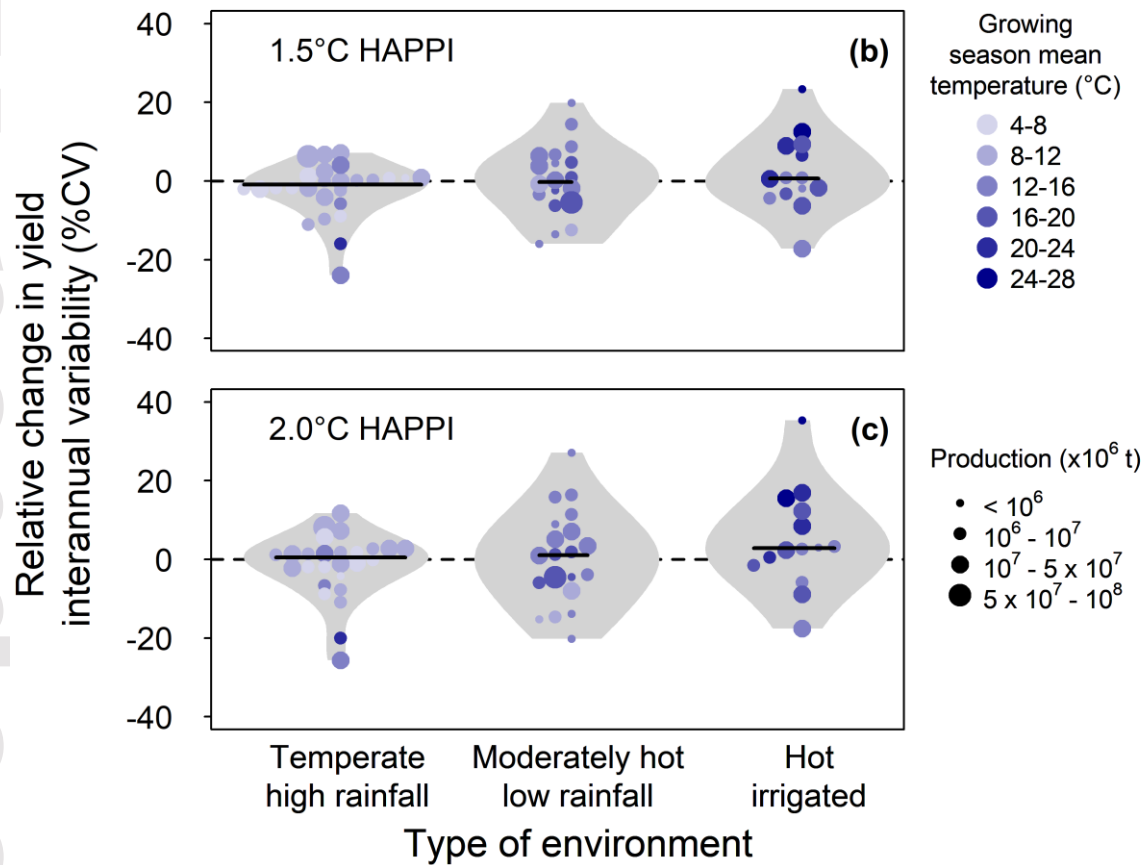 Relative change in yield
interannual variability (%CV)
40
20
0
-20
-40
1.5°C HAPPI
(b)
40
20
0
-20
-40
2.0°C HAPPI
(c)
Temperate
high rainfall
Moderately hot
low rainfall
Hot
irrigated
Type of environment
Growing
season mean
temperature (°C)
4-8
8-12
12-16
16-20
20-24
24-28
Production (x10⁶ t)
< 10⁶
10⁶ - 10⁷
10⁷ - 5 x 10⁷
5 x 10⁷ - 10⁸